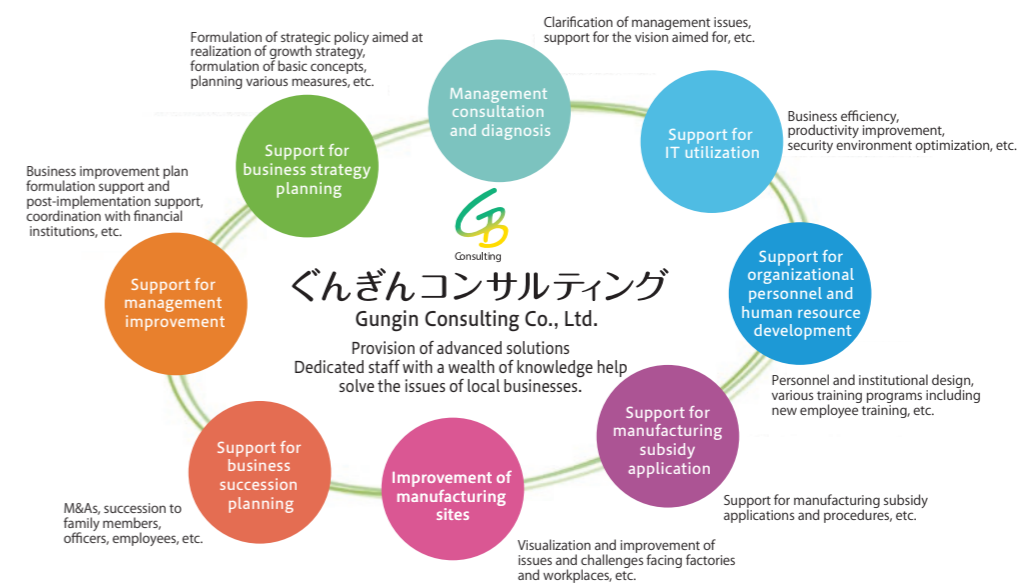 Clarification of management issues,
support for the vision aimed for, etc.
Management
consultation
and diagnosis
Formulation of strategic policy aimed at
realization of growth strategy,
formulation of basic concepts,
planning various measures, etc.
Support for
business strategy
planning
Support for
IT utilization
Business efficiency,
productivity improvement,
security environment optimization, etc.
Business improvement plan
formulation support and
post-implementation support,
coordination with financial
institutions, etc.
Support for
management
improvement
GB
Consulting
ぐんぎんコンサルティング
Gungin Consulting Co., Ltd.
Provision of advanced solutions
Dedicated staff with a wealth of knowledge help
solve the issues of local businesses.
Support for
organizational
personnel and
human resource
development
Personnel and institutional design,
various training programs including
new employee training, etc.
Support for
manufacturing
subsidy
application
Support for manufacturing subsidy
applications and procedures, etc.
Improvement of
manufacturing
sites
Visualization and improvement of
issues and challenges facing factories
and workplaces, etc.
Support for
business
succession
planning
M&As, succession to
family members,
officers, employees, etc.